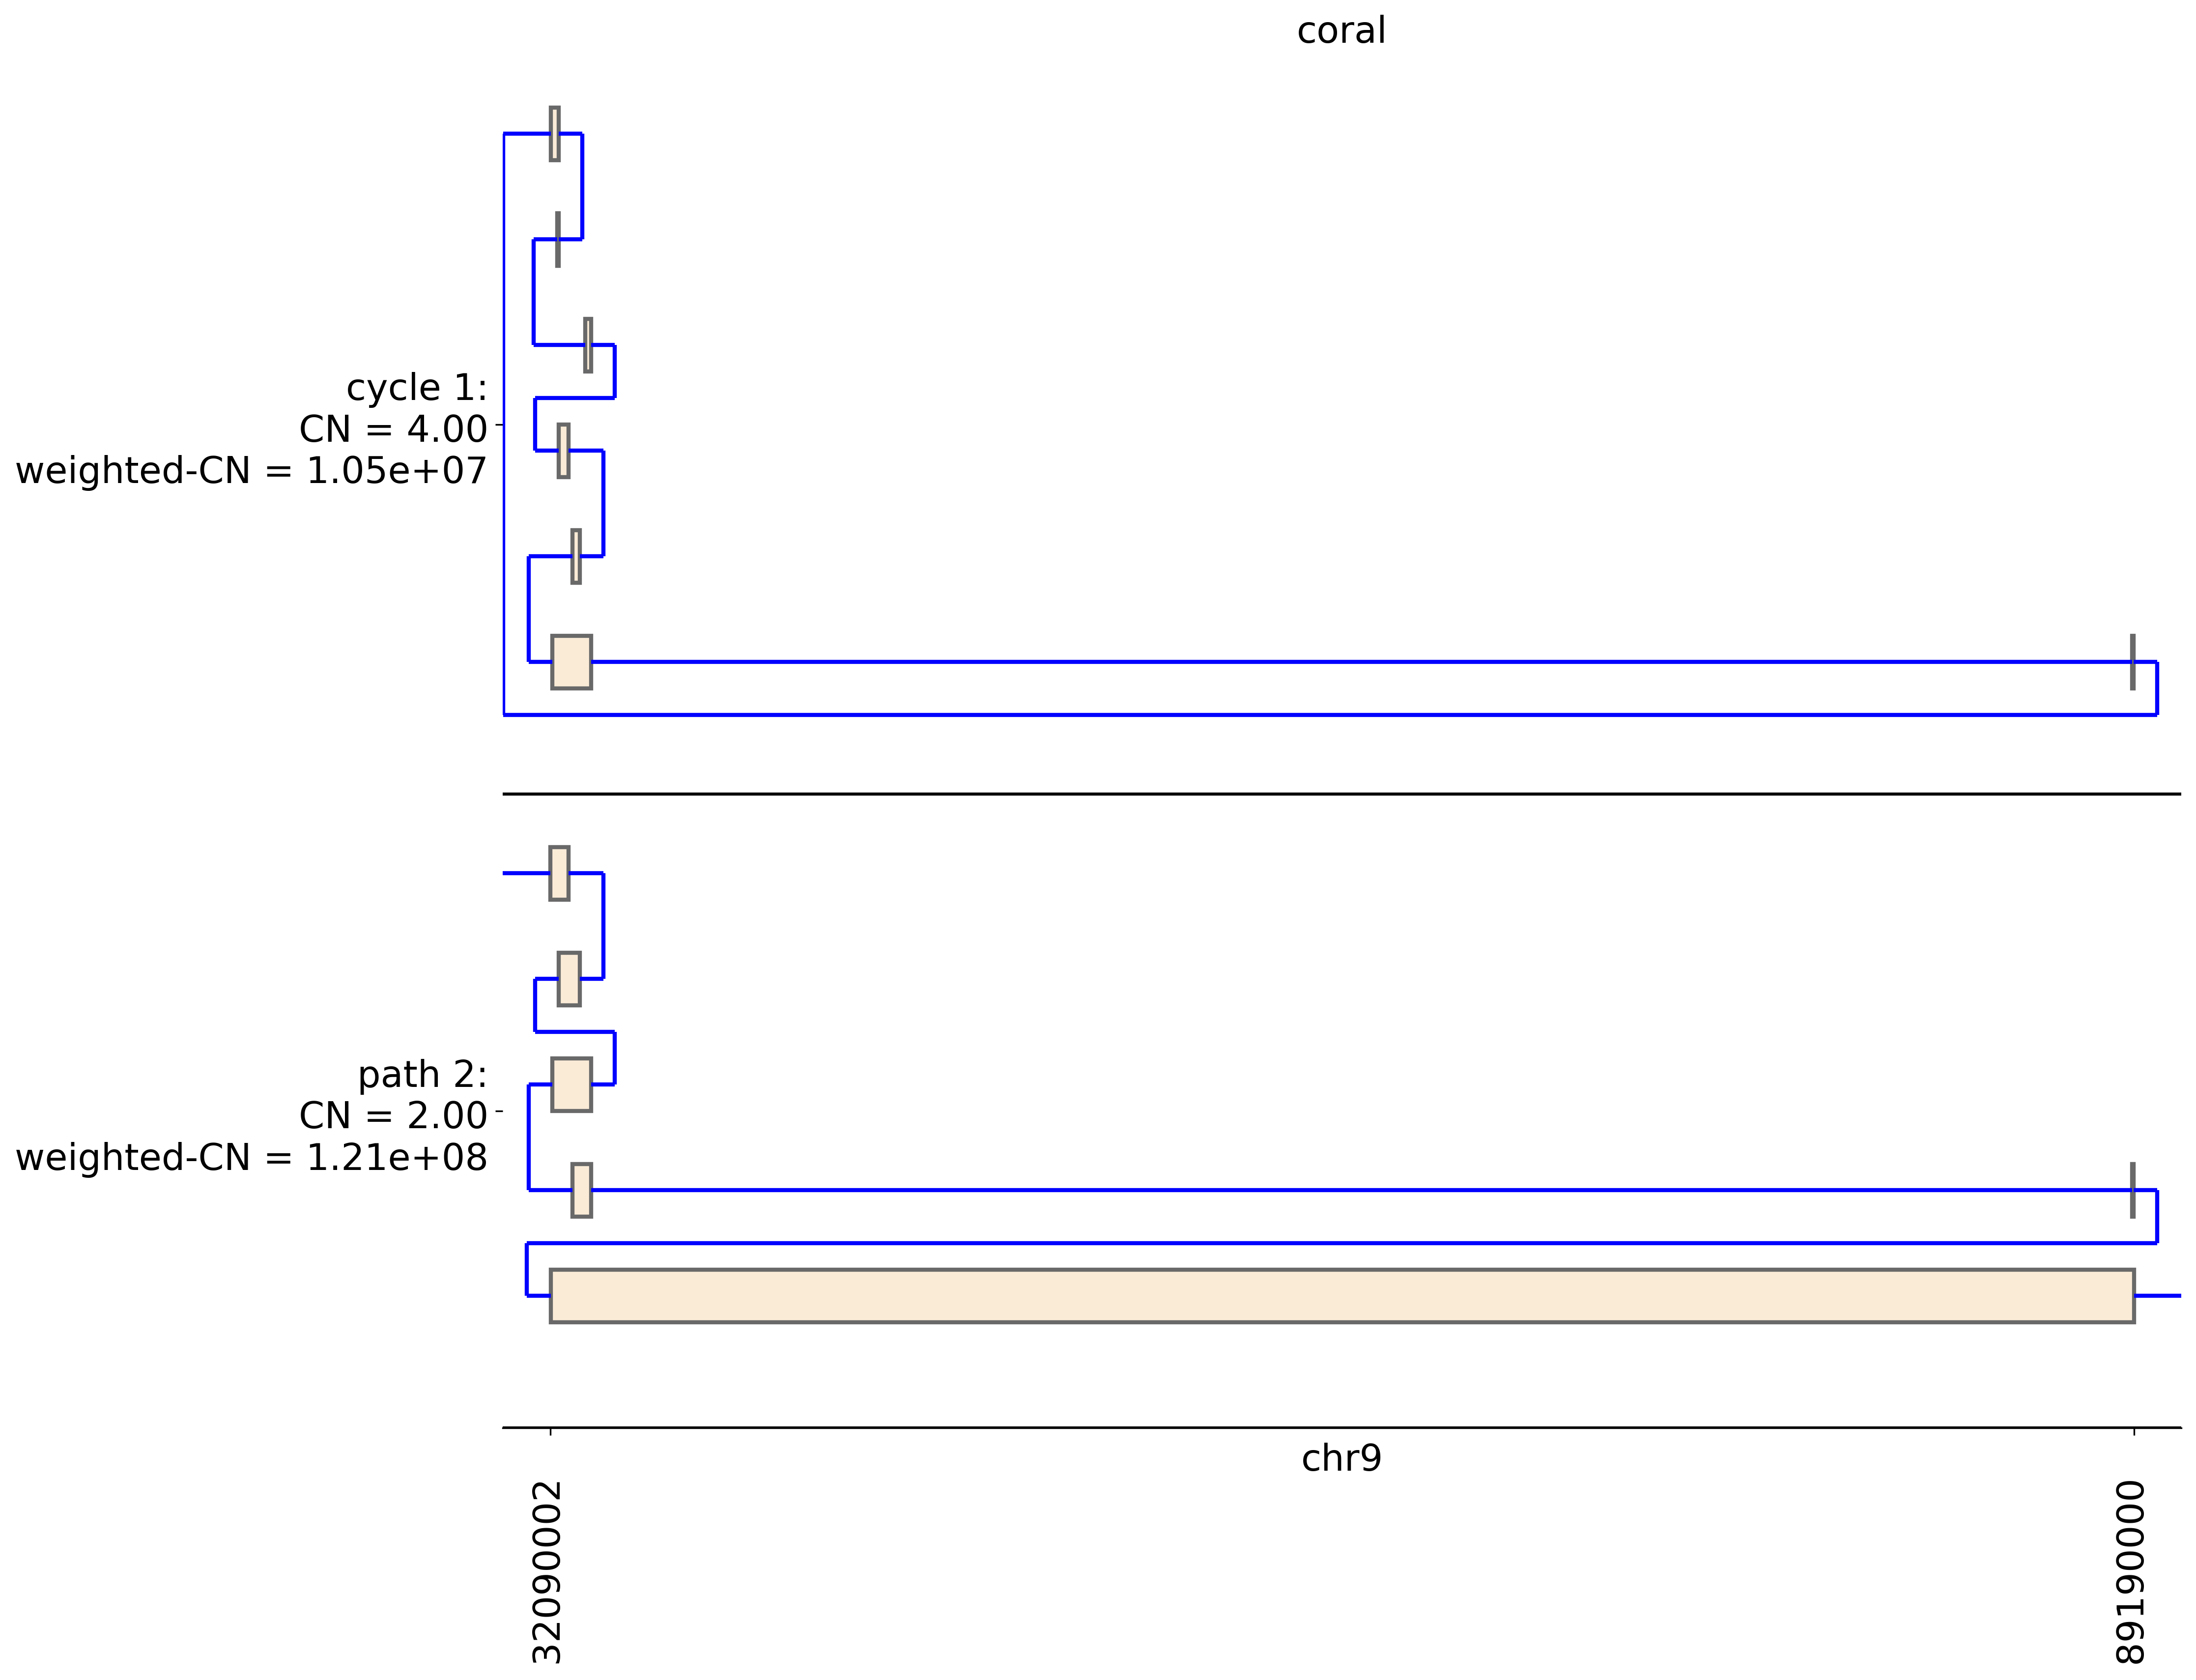 coral
cycle 1:
CN = 4.00
weighted-CN = 1.05e+07
path 2:
CN = 2.00
weighted-CN = 1.21e+08
chr9
32090002
89190000